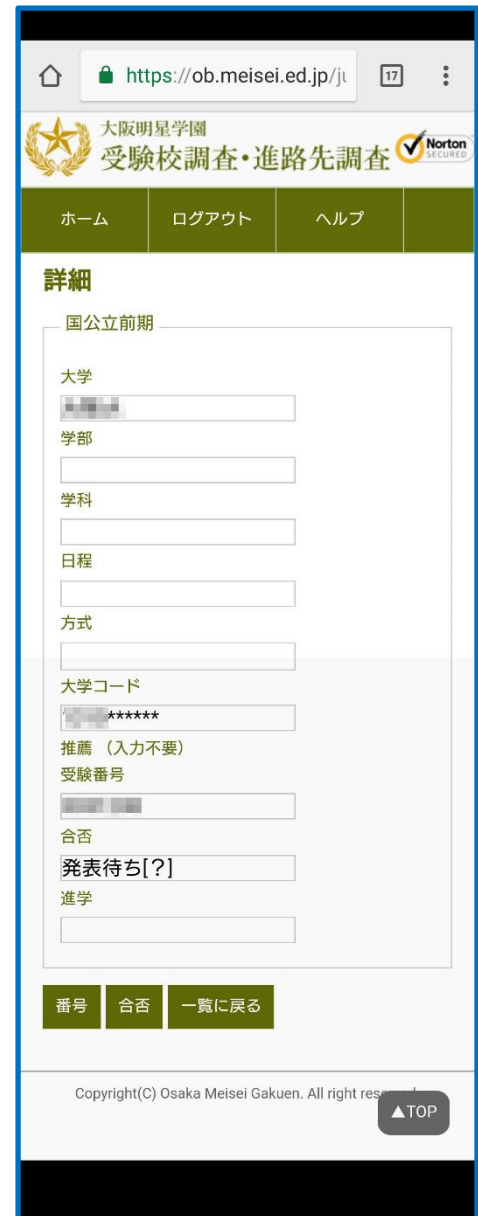 https://ob.meisei.ed.jp/ju
17
大阪明星学園
受験校調査・進路先調査
Norton
SECURED
ホーム ログアウト ヘルプ
詳細
国公立前期
大学
学部
学科
日程
方式
大学コード
******
推薦 （入力不要）
受験番号
合否
発表待ち[？]
進学
番号 合否 一覧に戻る
Copyright(C) Osaka Meisei Gakuen. All right
▲TOP